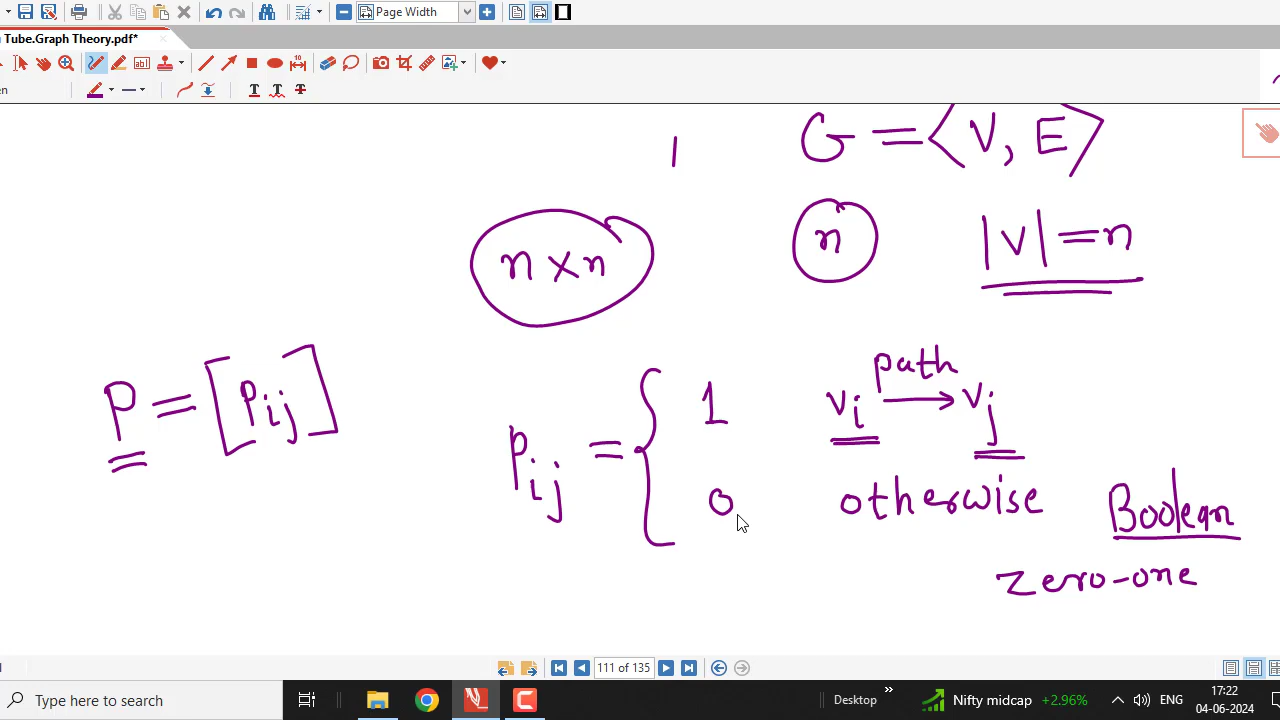 Page Width
Tube.Graph Theory.pdf*
G = <V, E>
n × n
n
|V| = n
P = [Pij]
Pij = { 1 vi path → vj
0 otherwise
Boolean
zero-one
111 of 135
Type here to search
Desktop
»
Nifty midcap +2.96%
ENG
17:22
04-06-2024